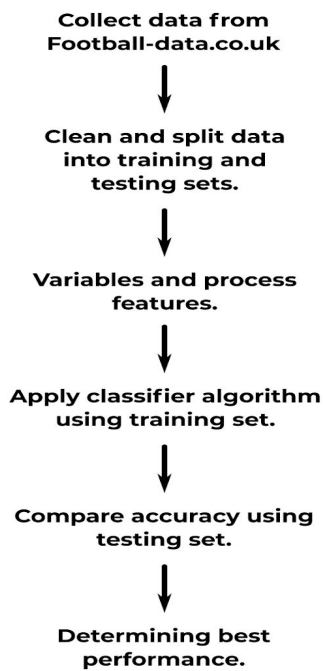 Collect data from
Football-data.co.uk
Clean and split data
into training and
testing sets.
Variables and process
features.
Apply classifier algorithm
using training set.
Compare accuracy using
testing set.
Determining best
performance.